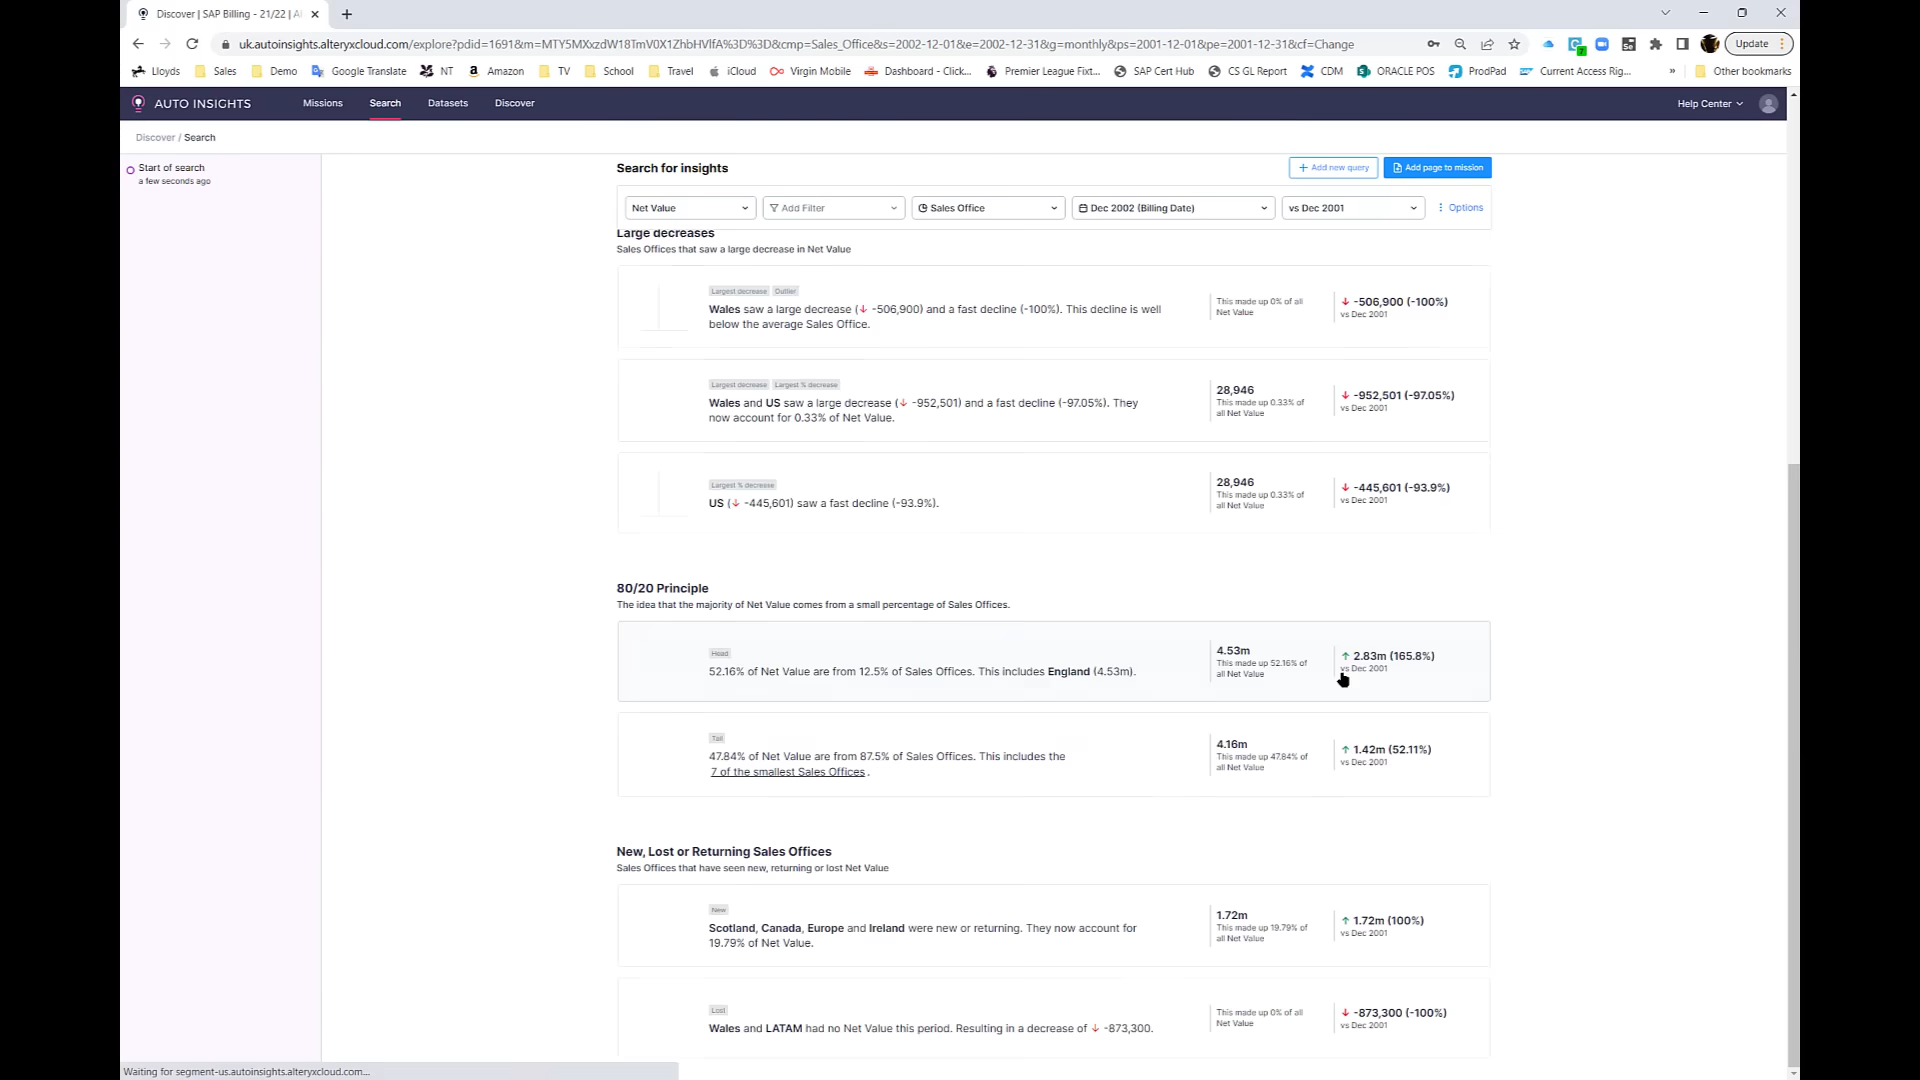 Discover | SAP Billing - 21/22 | Al
uk.autoinsights.alteryxcloud.com/explore?pdid=1691&m=MTY5MXxzdW18TmV0X1ZhbHVlfA%3D%3D&cmp=Sales_Office&s=2002-12-01&e=2002-12-31&g=monthly&ps=2001-12-01&pe=2001-12-31&cf=Change
Update
Lloyds Sales Demo Google Translate NT Amazon TV School Travel iCloud Virgin Mobile Dashboard - Click... Premier League Fixt... SAP Cert Hub CS GL Report CDM ORACLE POS ProdPad Current Access Rig... » Other bookmarks
AUTO INSIGHTS Missions Search Datasets Discover Help Center
Discover / Search
Start of search
a few seconds ago
Search for insights
+ Add new query
Add page to mission
Net Value Add Filter Sales Office Dec 2002 (Billing Date) vs Dec 2001 Options
Large decreases
Sales Offices that saw a large decrease in Net Value
Largest decrease Outlier
Wales saw a large decrease (↓ -506,900) and a fast decline (-100%). This decline is well
below the average Sales Office.
This made up 0% of all
Net Value
↓ -506,900 (-100%)
vs Dec 2001
Largest decrease Largest % decrease
Wales and US saw a large decrease (↓ -952,501) and a fast decline (-97.05%). They
now account for 0.33% of Net Value.
28,946
This made up 0.33% of
all Net Value
↓ -952,501 (-97.05%)
vs Dec 2001
Largest % decrease
US (↓ -445,601) saw a fast decline (-93.9%).
28,946
This made up 0.33% of
all Net Value
↓ -445,601 (-93.9%)
vs Dec 2001
80/20 Principle
The idea that the majority of Net Value comes from a small percentage of Sales Offices.
Head
52.16% of Net Value are from 12.5% of Sales Offices. This includes England (4.53m).
4.53m
This made up 52.16% of
all Net Value
↑ 2.83m (165.8%)
vs Dec 2001
Tail
47.84% of Net Value are from 87.5% of Sales Offices. This includes the
7 of the smallest Sales Offices .
4.16m
This made up 47.84% of
all Net Value
↑ 1.42m (52.11%)
vs Dec 2001
New, Lost or Returning Sales Offices
Sales Offices that have seen new, returning or lost Net Value
New
Scotland, Canada, Europe and Ireland were new or returning. They now account for
19.79% of Net Value.
1.72m
This made up 19.79% of
all Net Value
↑ 1.72m (100%)
vs Dec 2001
Lost
Wales and LATAM had no Net Value this period. Resulting in a decrease of ↓ -873,300.
This made up 0% of all
Net Value
↓ -873,300 (-100%)
vs Dec 2001
Waiting for segment-us.autoinsights.alteryxcloud.com...